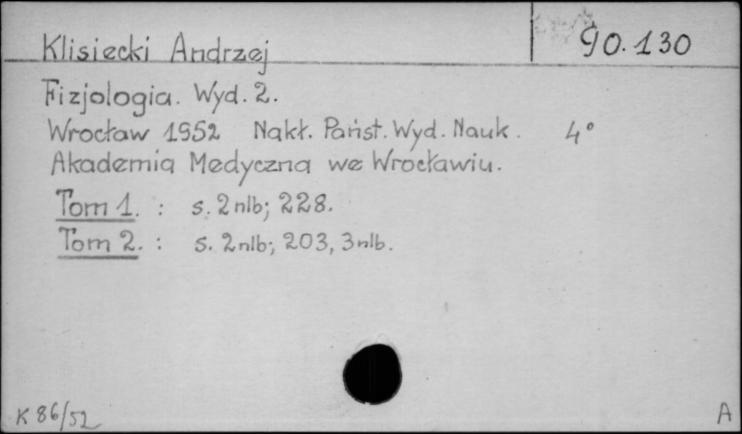 Klisiecki Andrzej
90.130
Fizjologia. Wyd. 2.
Wrocław 1952 Nakł. Państ. Wyd. Nauk. 4°
Akademia Medyczna we Wrocławiu.
Tom 1. : s. 2 nlb; 228.
Tom 2. : s. 2 nlb; 203, 3 nlb.
K 86/52
A